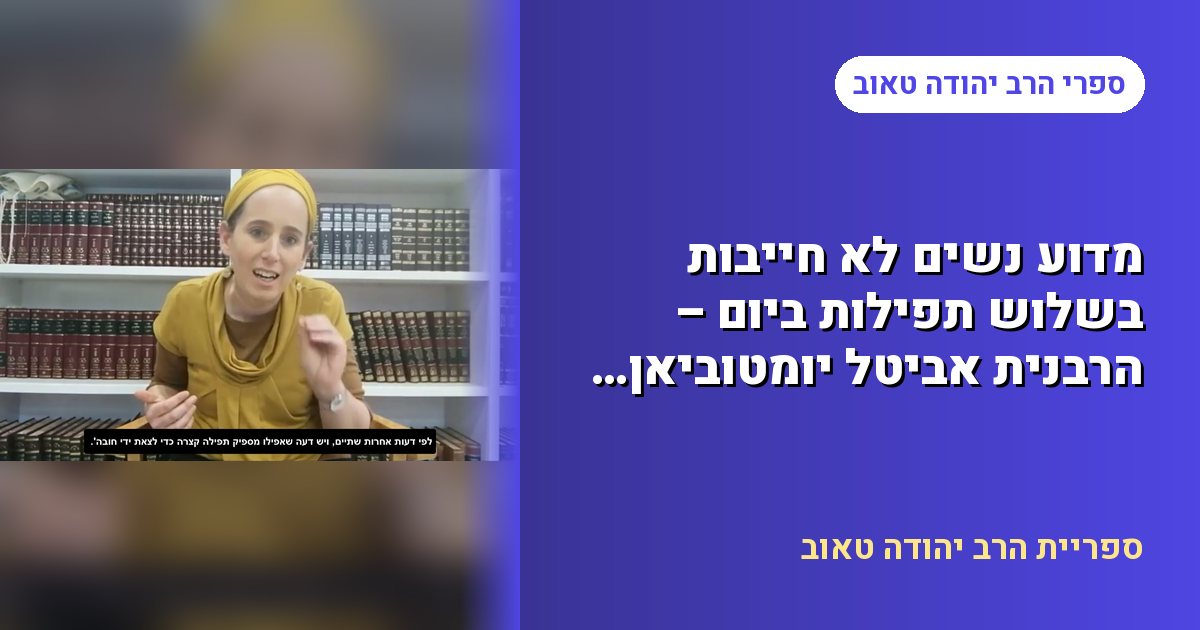 ספרי הרב יהודה טאוב
מדוע נשים לא חייבות
בשלוש תפילות ביום –
הרבנית אביטל יומטוביאן...
לפי דעות אחרות שתיים, ויש דעה שאפילו מספיק תפילה קצרה כדי לצאת ידי חובה'.
ספריית הרב יהודה טאוב